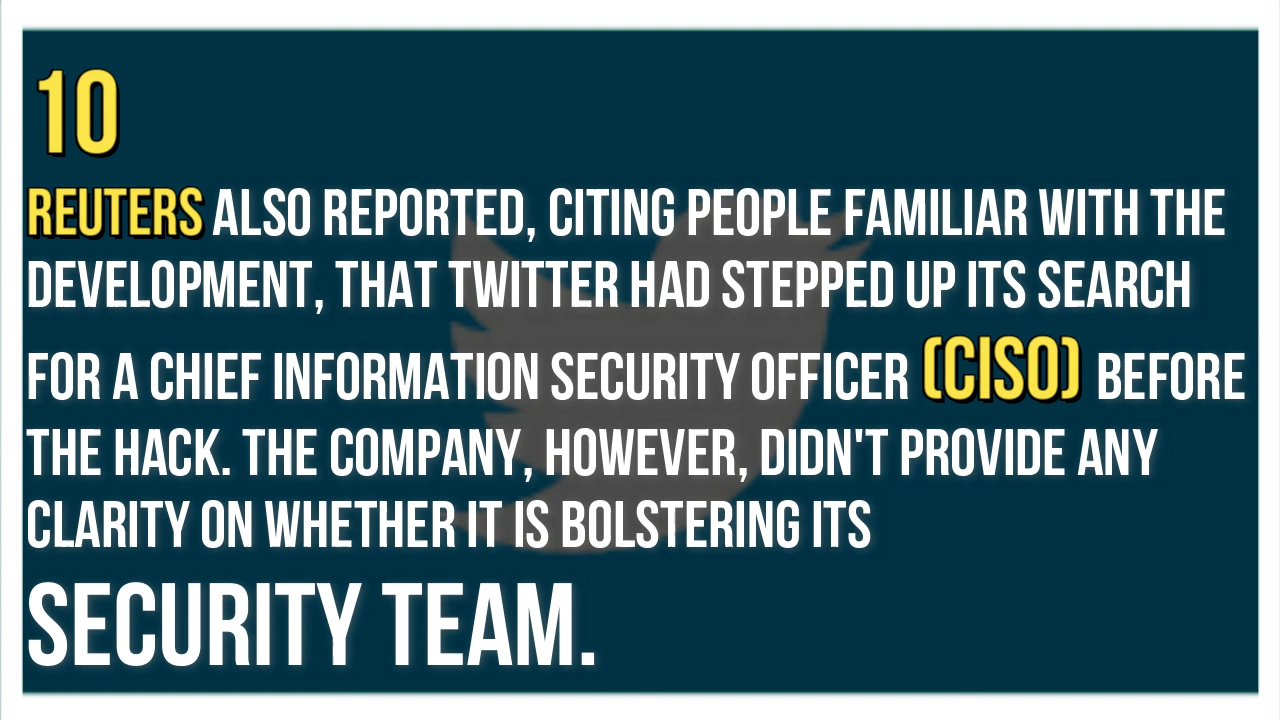 10
REUTERS ALSO REPORTED, CITING PEOPLE FAMILIAR WITH THE
DEVELOPMENT, THAT TWITTER HAD STEPPED UP ITS SEARCH
FOR A CHIEF INFORMATION SECURITY OFFICER (CISO) BEFORE
THE HACK. THE COMPANY, HOWEVER, DIDN'T PROVIDE ANY
CLARITY ON WHETHER IT IS BOLSTERING ITS
SECURITY TEAM.